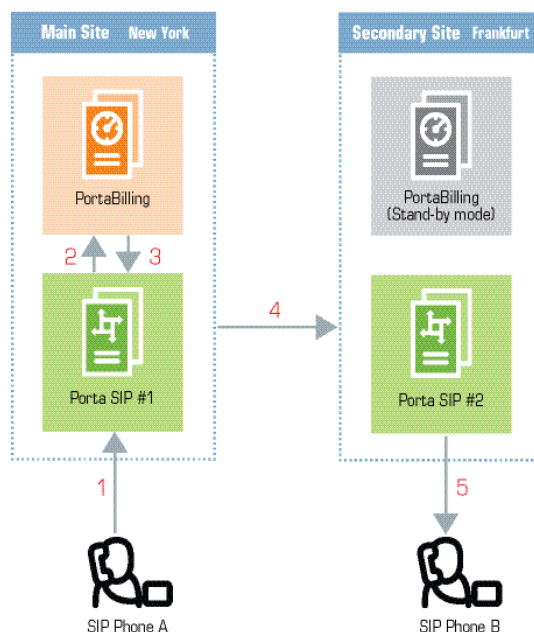 Main Site New York
Secondary Site Frankfurt
PortaBilling
PortaBilling
(Stand-by mode)
2
3
4
Porta SIP #1
Porta SIP #2
1
5
SIP Phone A
SIP Phone B